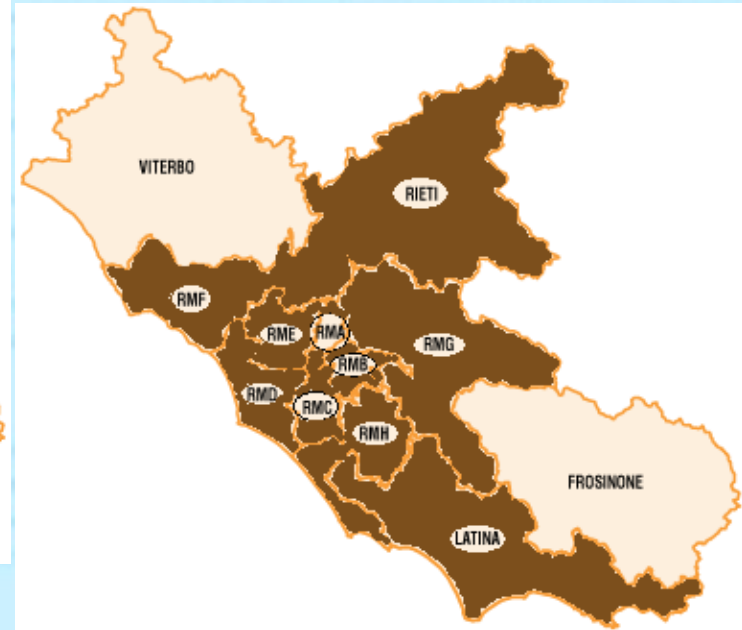 VITERBO
RIETI
RMF
RME
RMA
RMG
RMB
RMD
RMC
RMH
FROSINONE
LATINA